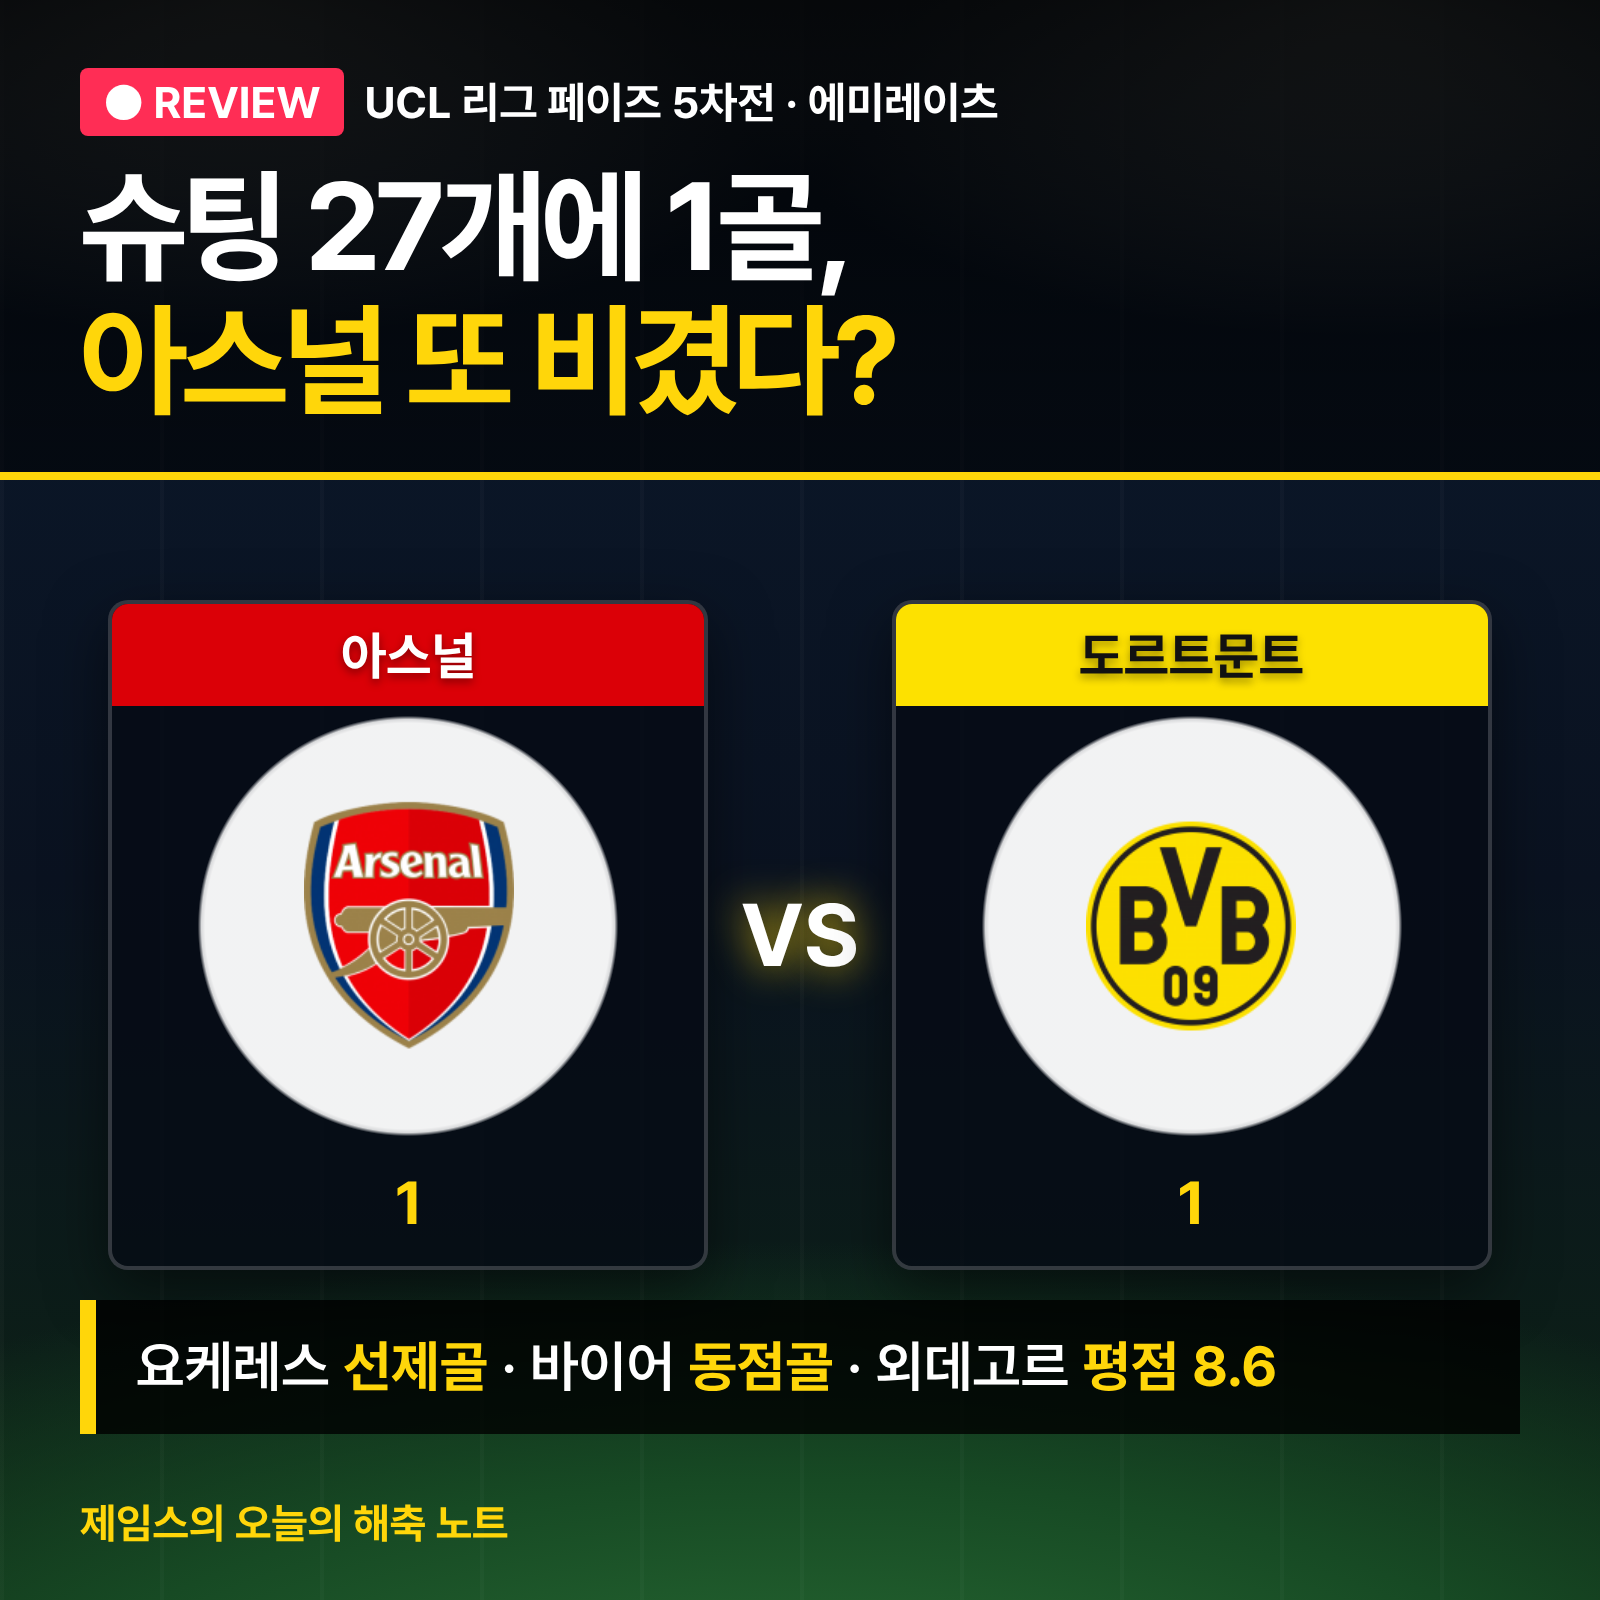 REVIEW UCL 리그 페이즈 5차전 · 에미레이츠
슈팅 27개에 1골,
아스널 또 비겼다?
아스널
Arsenal
1
VS
도르트문트
BVB
09
1
요케레스 선제골 · 바이어 동점골 · 외데고르 평점 8.6
제임스의 오늘의 해축 노트